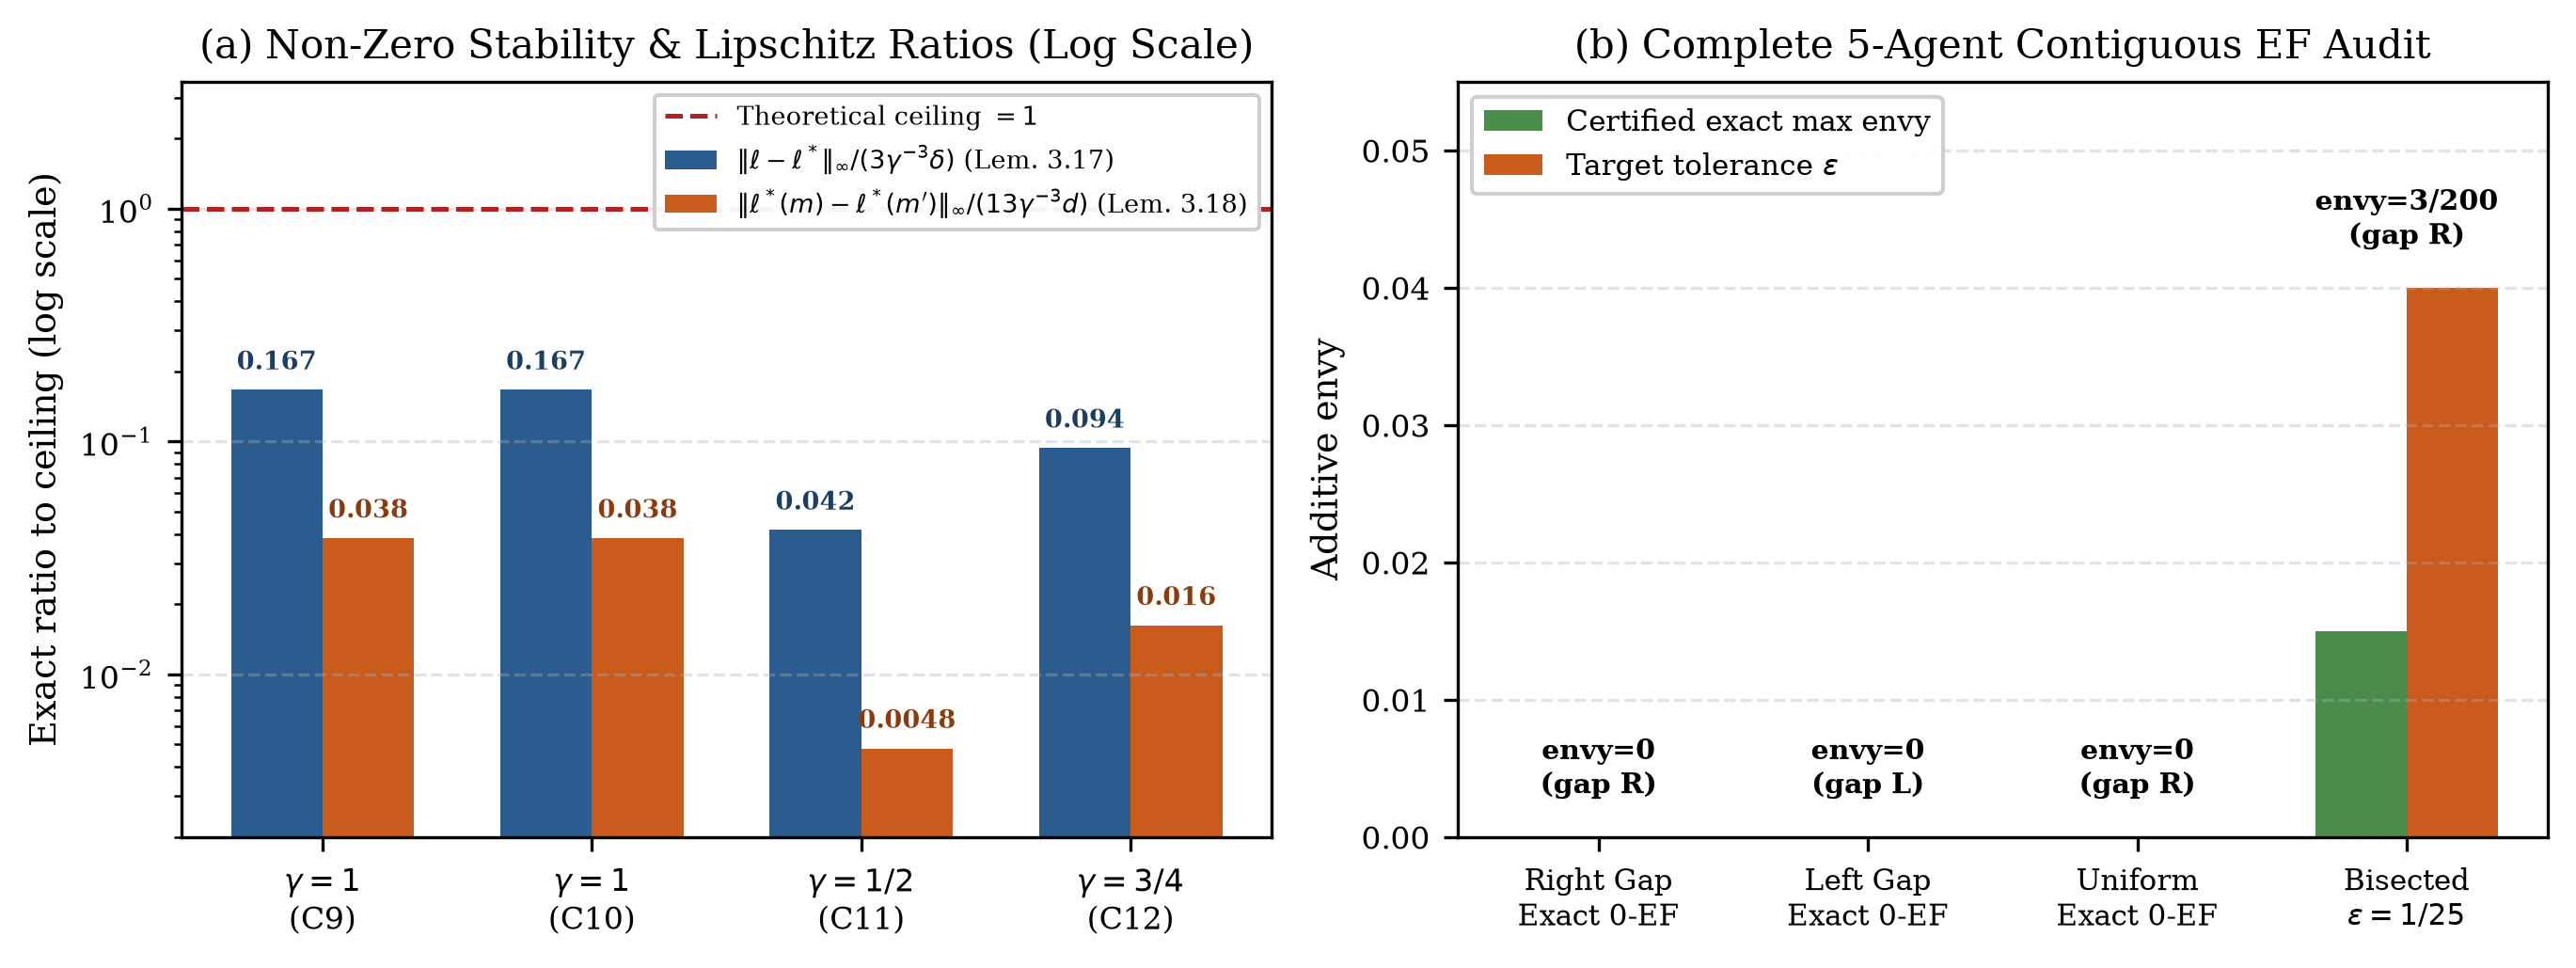 (a) Non-Zero Stability & Lipschitz Ratios (Log Scale)
Exact ratio to ceiling (log scale)
10⁰
10⁻¹
10⁻²
Theoretical ceiling = 1
‖ℓ − ℓ*‖∞/(3γ⁻³δ) (Lem. 3.17)
‖ℓ*(m) − ℓ*(m′)‖∞/(13γ⁻³d) (Lem. 3.18)
0.167
0.038
0.167
0.038
0.042
0.0048
0.094
0.016
γ = 1
(C9)
γ = 1
(C10)
γ = 1/2
(C11)
γ = 3/4
(C12)
(b) Complete 5-Agent Contiguous EF Audit
Additive envy
0.05
0.04
0.03
0.02
0.01
0.00
Certified exact max envy
Target tolerance ε
envy=0
(gap R)
envy=0
(gap L)
envy=0
(gap R)
envy=3/200
(gap R)
Right Gap
Exact 0-EF
Left Gap
Exact 0-EF
Uniform
Exact 0-EF
Bisected
ε = 1/25